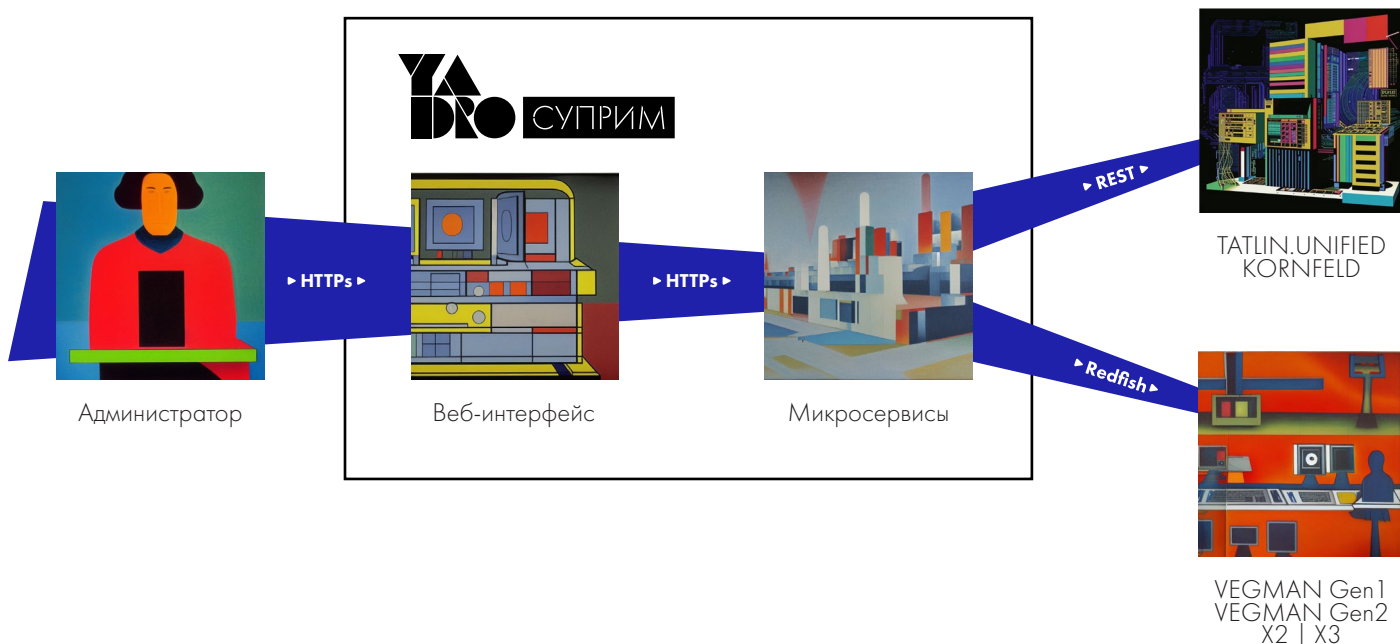 YA
DRO СУПРИМ
HTTPs
HTTPs
REST
Redfish
Администратор
Веб-интерфейс
Микросервисы
TATLIN.UNIFIED
KORNFELD
VEGMAN Gen1
VEGMAN Gen2
X2 | X3